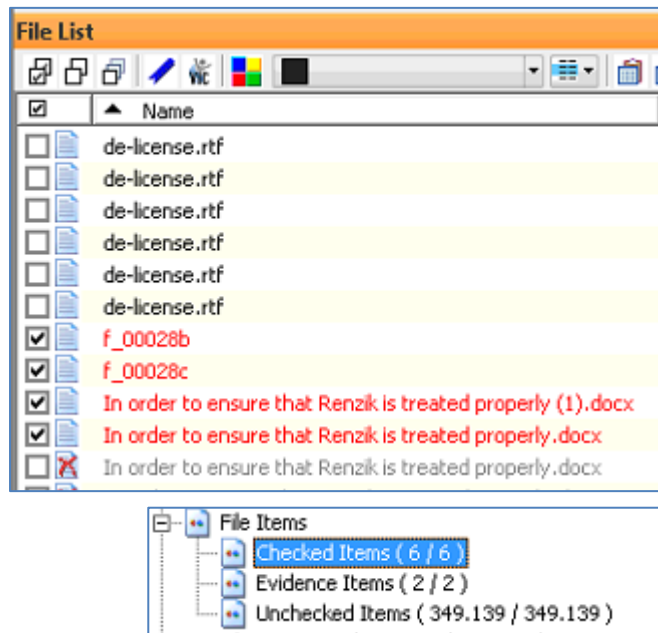 File List
Name
de-license.rtf
de-license.rtf
de-license.rtf
de-license.rtf
de-license.rtf
de-license.rtf
f_00028b
f_00028c
In order to ensure that Renzik is treated properly (1).docx
In order to ensure that Renzik is treated properly.docx
In order to ensure that Renzik is treated properly.docx
File Items
Checked Items ( 6 / 6 )
Evidence Items ( 2 / 2 )
Unchecked Items ( 349.139 / 349.139 )